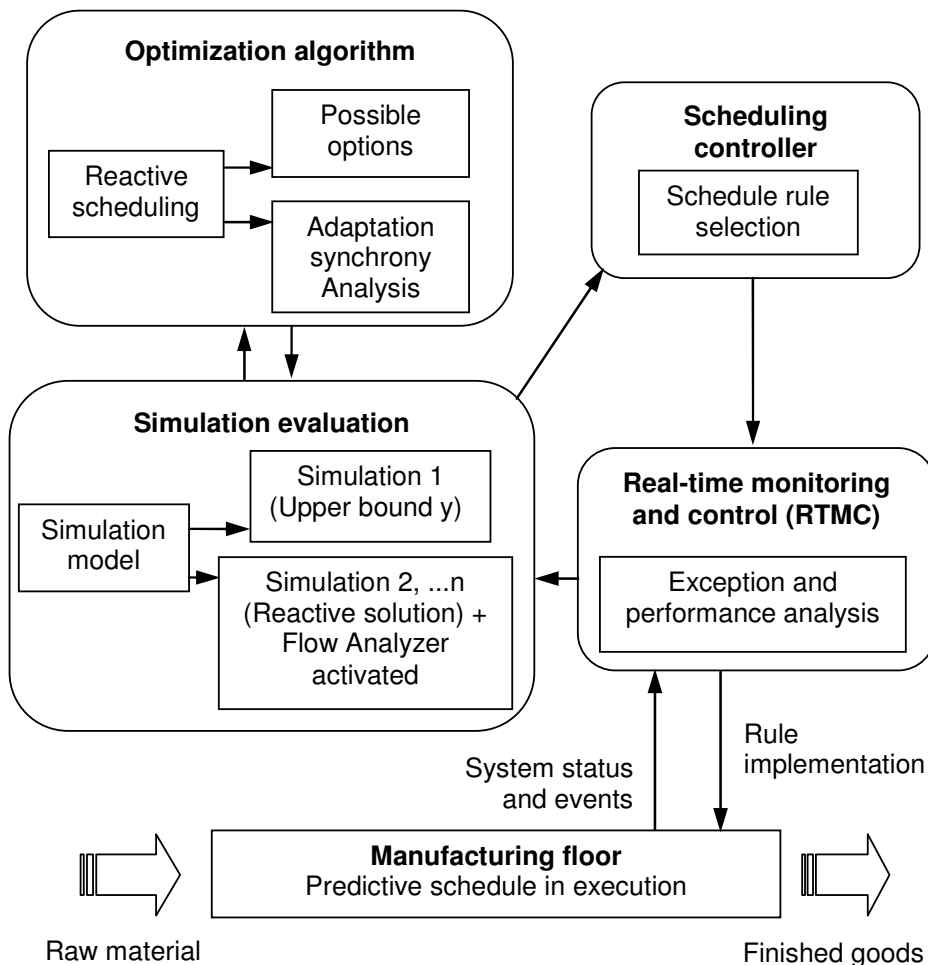 Optimization algorithm
Possible
options
Reactive
scheduling
Adaptation
synchrony
Analysis
Scheduling
controller
Schedule rule
selection
Simulation evaluation
Simulation 1
(Upper bound y)
Simulation
model
Simulation 2, ...n
(Reactive solution) +
Flow Analyzer
activated
Real-time monitoring
and control (RTMC)
Exception and
performance analysis
System status
and events
Rule
implementation
Manufacturing floor
Predictive schedule in execution
Raw material
Finished goods